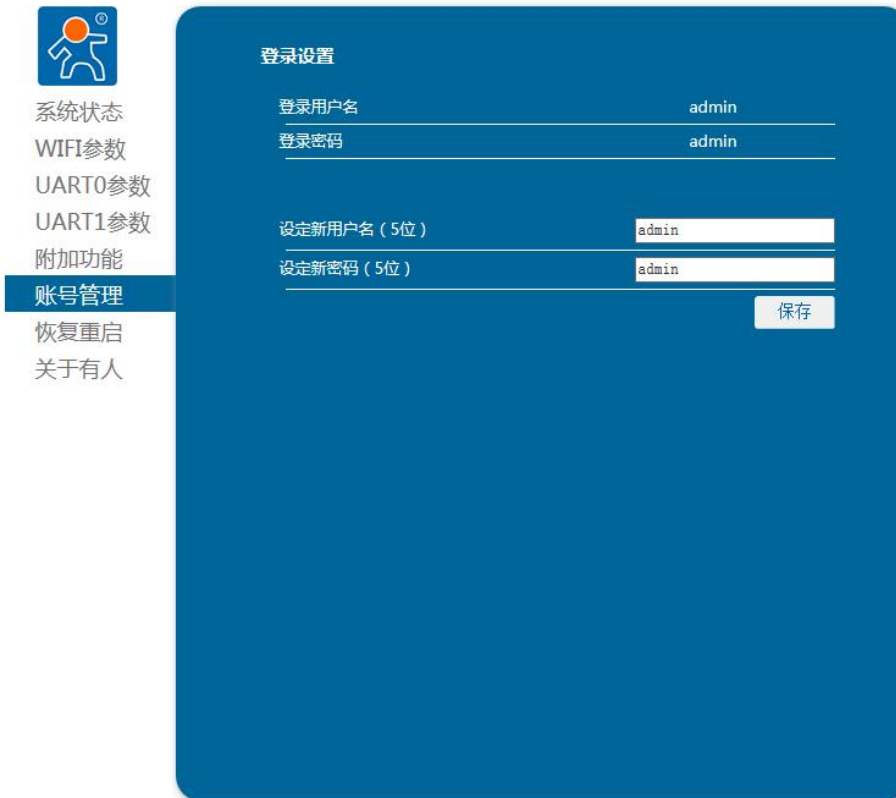 ®
系统状态
WIFI参数
UART0参数
UART1参数
附加功能
账号管理
恢复重启
关于有人
登录设置
登录用户名 admin
登录密码 admin
设定新用户名（5位） admin
设定新密码（5位） admin
保存